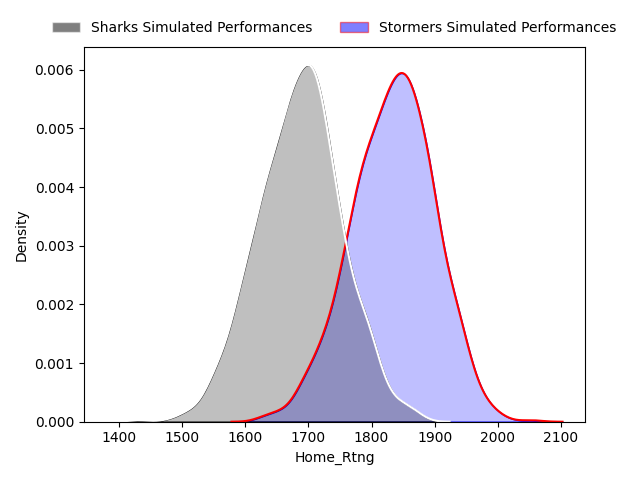 Sharks Simulated Performances
Stormers Simulated Performances
0.006
0.005
0.004
0.003
0.002
0.001
0.000
Density
1400 1500 1600 1700 1800 1900 2000 2100
Home_Rtng